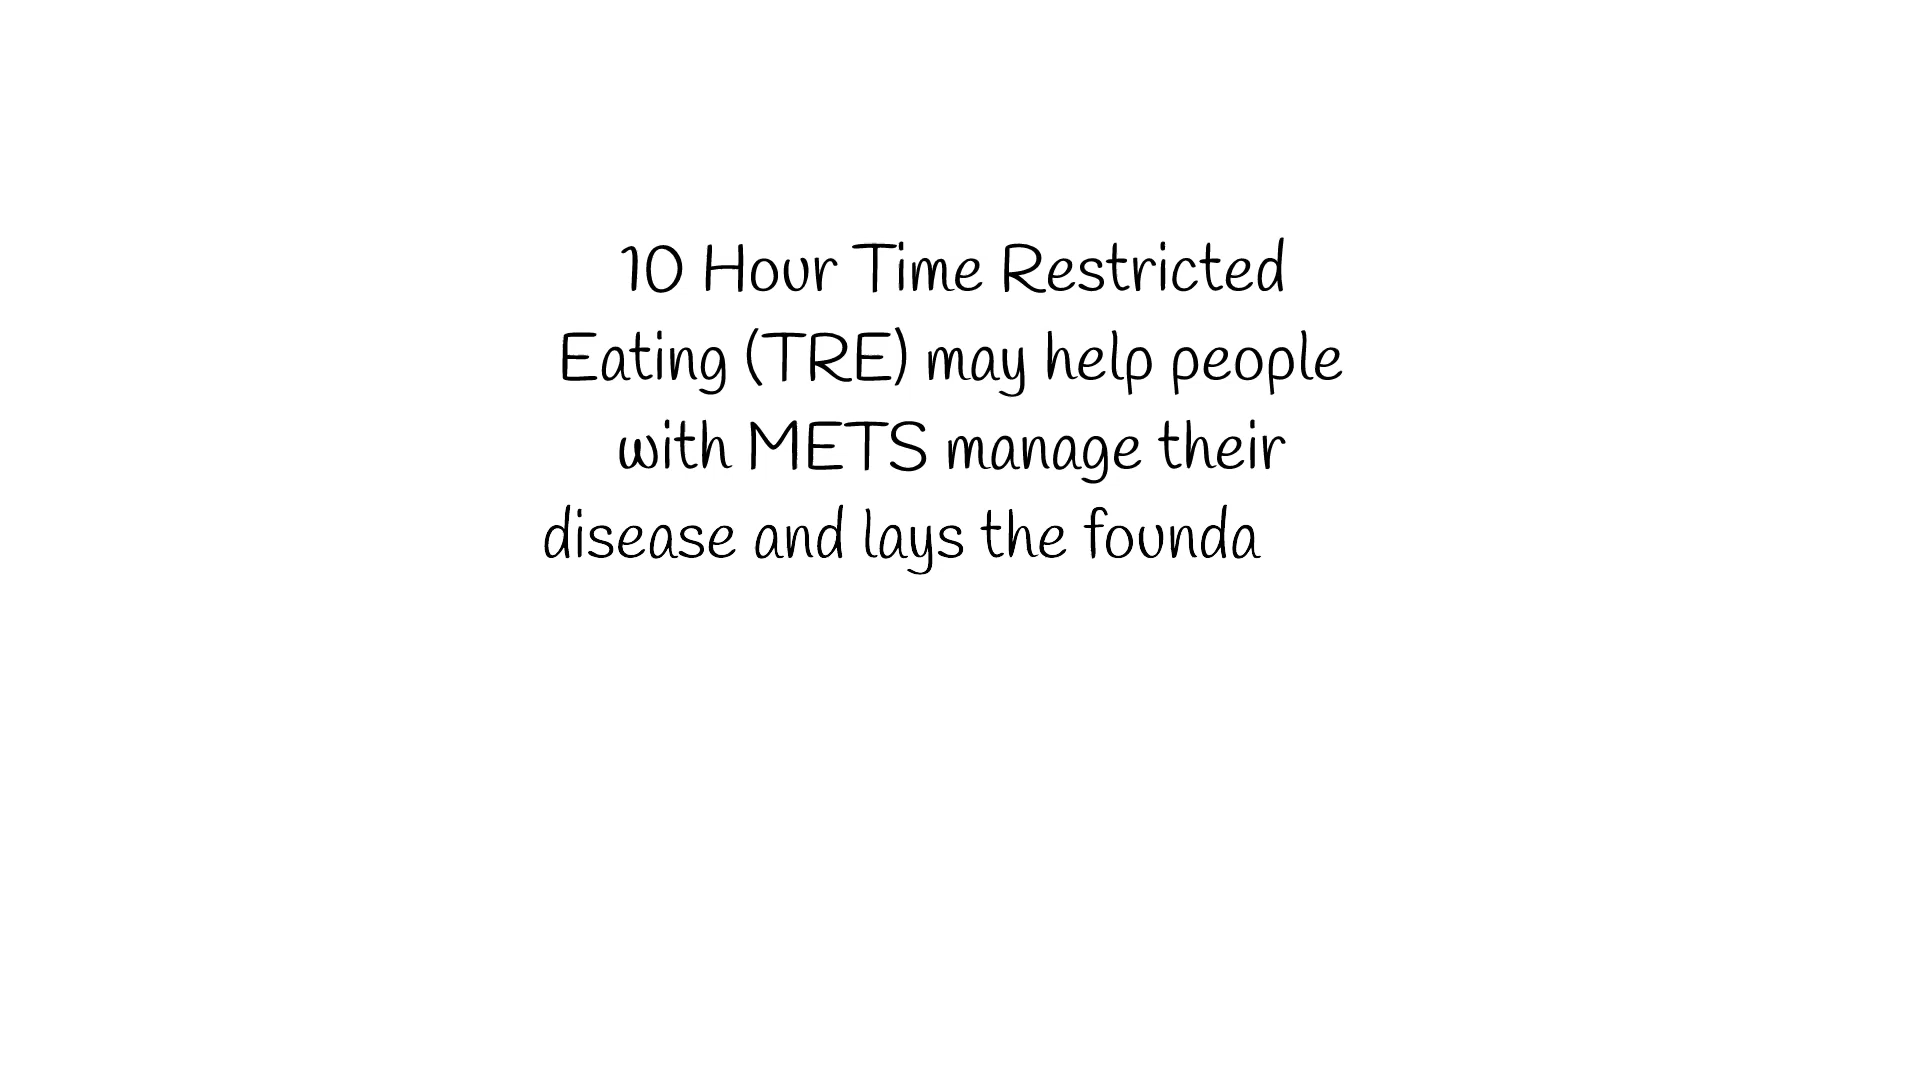 10 Hour Time Restricted
Eating (TRE) may help people
with METS manage their
disease and lays the founda